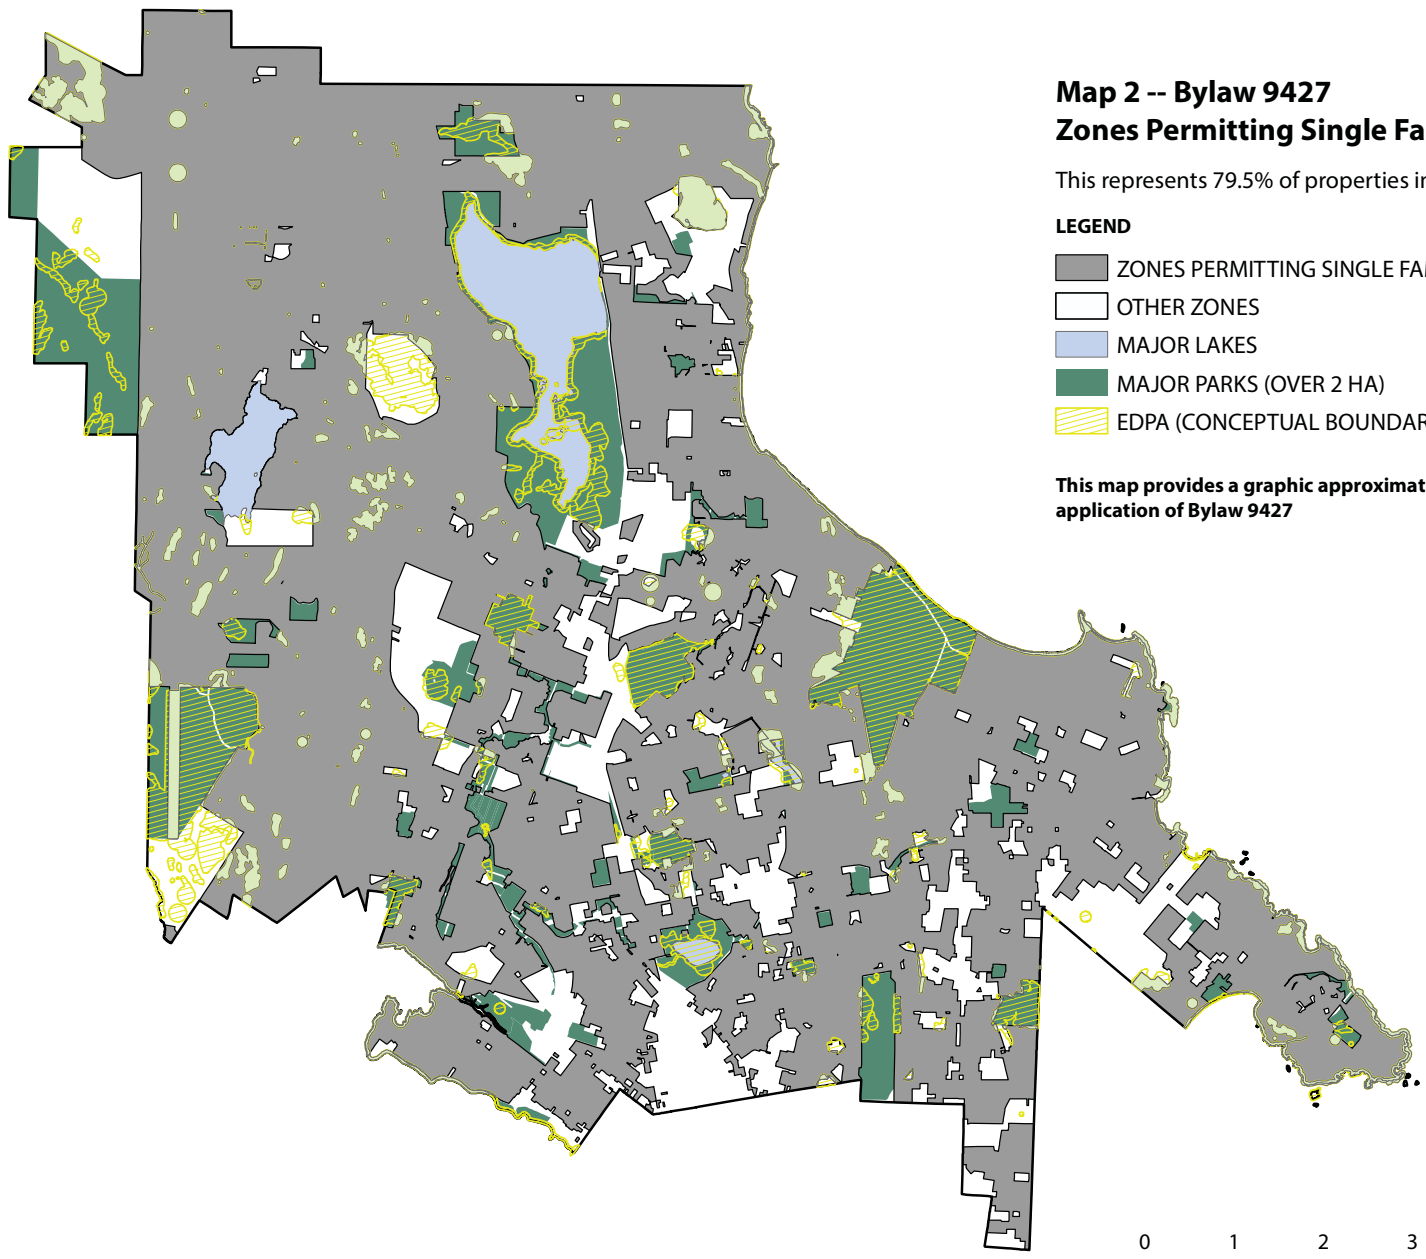 Map 2 -- Bylaw 9427
Zones Permitting Single Fa
This represents 79.5% of properties in
LEGEND
ZONES PERMITTING SINGLE FAM
OTHER ZONES
MAJOR LAKES
MAJOR PARKS (OVER 2 HA)
EDPA (CONCEPTUAL BOUNDAR
This map provides a graphic approximat
application of Bylaw 9427
0 1 2 3